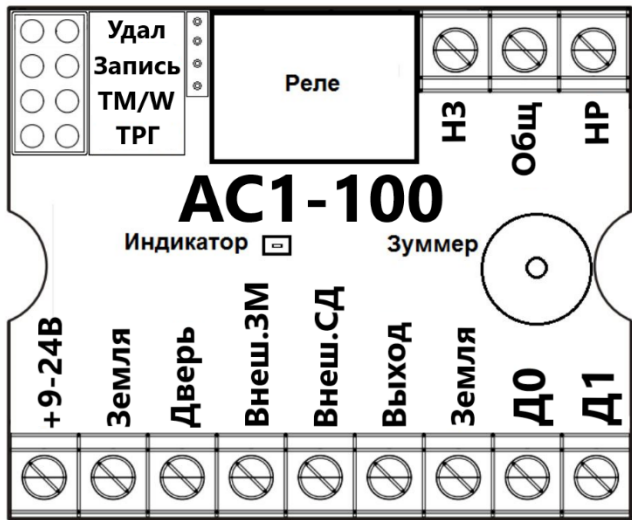 Удал
Запись
TM/W
ТРГ
Реле
НЗ
Общ
НР
АС1-100
Индикатор
Зуммер
+9-24В
Земля
Дверь
Внеш.ЗМ
Внеш.СД
Выход
Земля
Д0
Д1